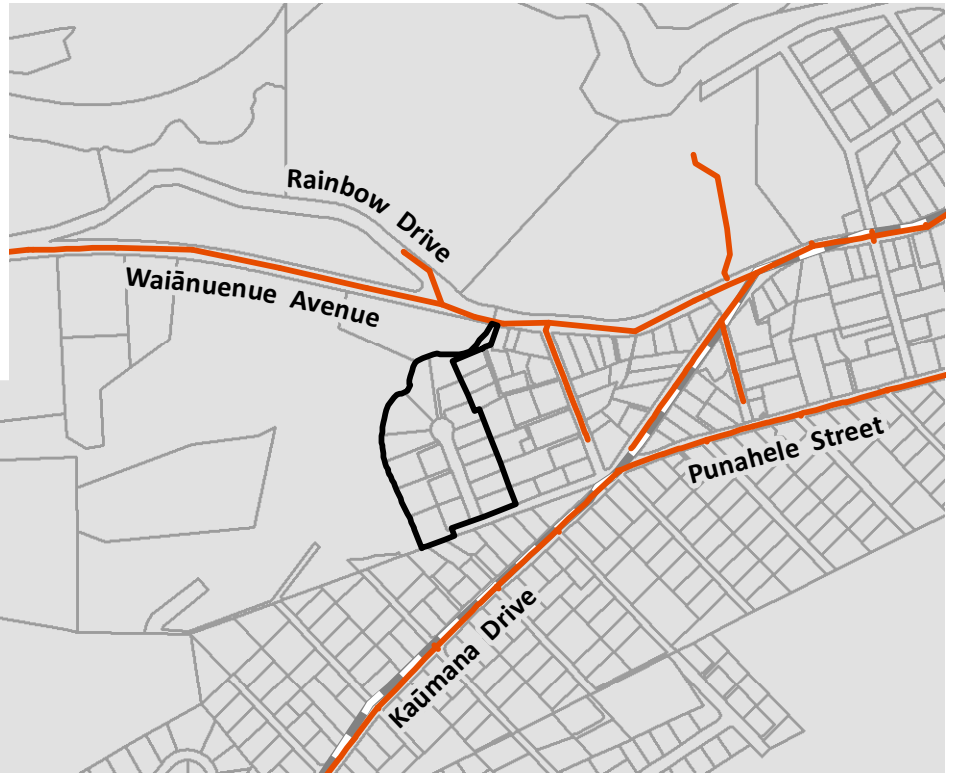 Rainbow Drive
Waiānuenue Avenue
Punahele Street
Kaūmana Drive